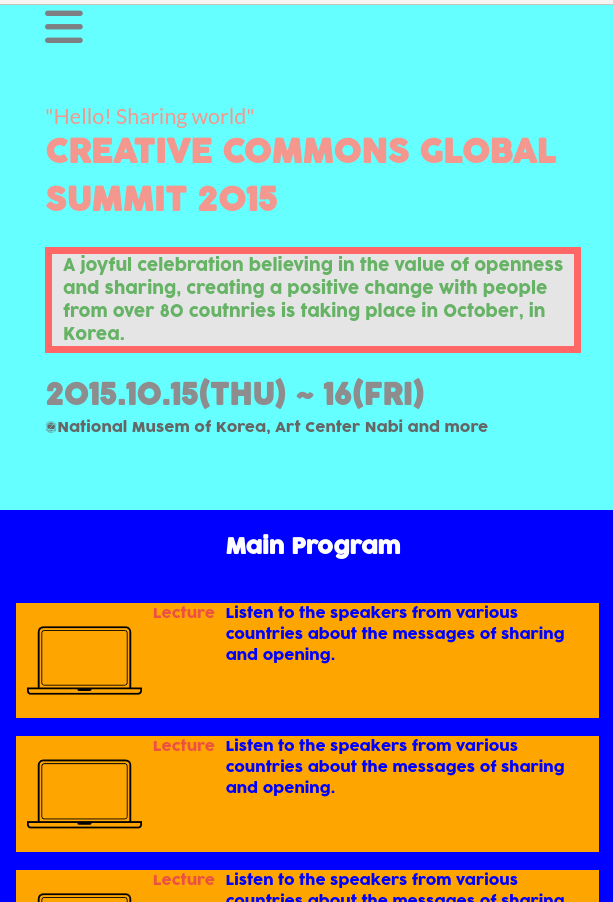 "Hello! Sharing world"
CREATIVE COMMONS GLOBAL
SUMMIT 2015
A joyful celebration believing in the value of openness
and sharing, creating a positive change with people
from over 80 coutnries is taking place in October, in
Korea.
2015.10.15(THU) ~ 16(FRI)
National Musem of Korea, Art Center Nabi and more
Main Program
Lecture Listen to the speakers from various
countries about the messages of sharing
and opening.
Lecture Listen to the speakers from various
countries about the messages of sharing
and opening.
Lecture Listen to the speakers from various
countries about the messages of sharing